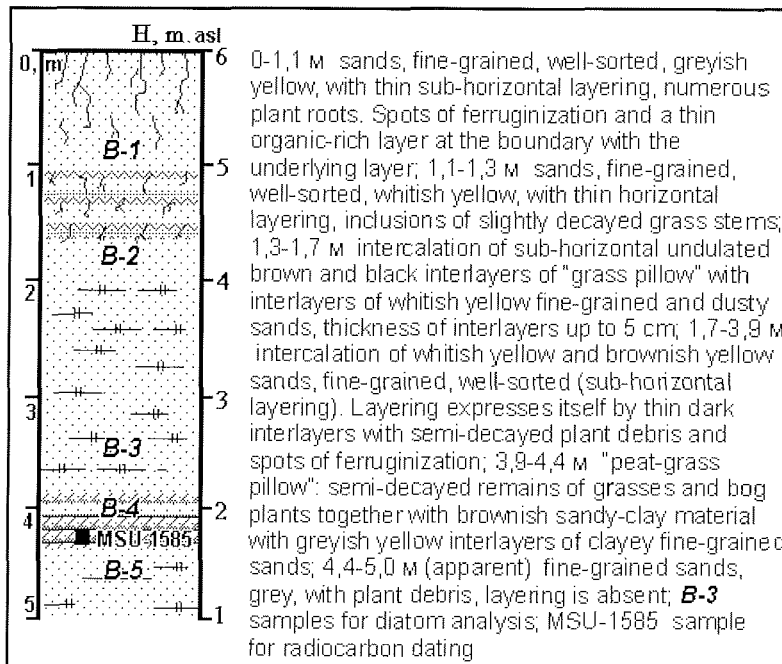 H, m. asl
0, m
6
B-1
1
5
B-2
2
4
3
3
B-3
B-4
4
2
MSU-1585
B-5
5
1
0-1,1 м sands, fine-grained, well-sorted, greyish
yellow, with thin sub-horizontal layering, numerous
plant roots. Spots of ferruginization and a thin
organic-rich layer at the boundary with the
underlying layer; 1,1-1,3 м sands, fine-grained,
well-sorted, whitish yellow, with thin horizontal
layering, inclusions of slightly decayed grass stems;
1,3-1,7 м intercalation of sub-horizontal undulated
brown and black interlayers of "grass pillow" with
interlayers of whitish yellow fine-grained and dusty
sands, thickness of interlayers up to 5 cm; 1,7-3,9 м
intercalation of whitish yellow and brownish yellow
sands, fine-grained, well-sorted (sub-horizontal
layering). Layering expresses itself by thin dark
interlayers with semi-decayed plant debris and
spots of ferruginization; 3,9-4,4 м "peat-grass
pillow": semi-decayed remains of grasses and bog
plants together with brownish sandy-clay material
with greyish yellow interlayers of clayey fine-grained
sands; 4,4-5,0 м (apparent) fine-grained sands,
grey, with plant debris, layering is absent; B-3
samples for diatom analysis; MSU-1585 sample
for radiocarbon dating